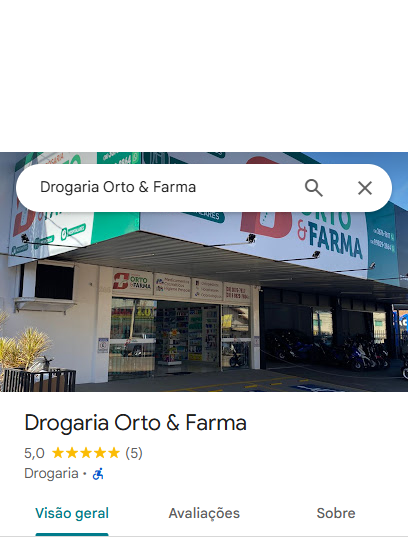 Drogaria Orto & Farma
ORTO
& FARMA
ORTO
& FARMA
Drogaria Orto & Farma
5,0 ★★★★★ (5)
Drogaria ·
Visão geral
Avaliações
Sobre